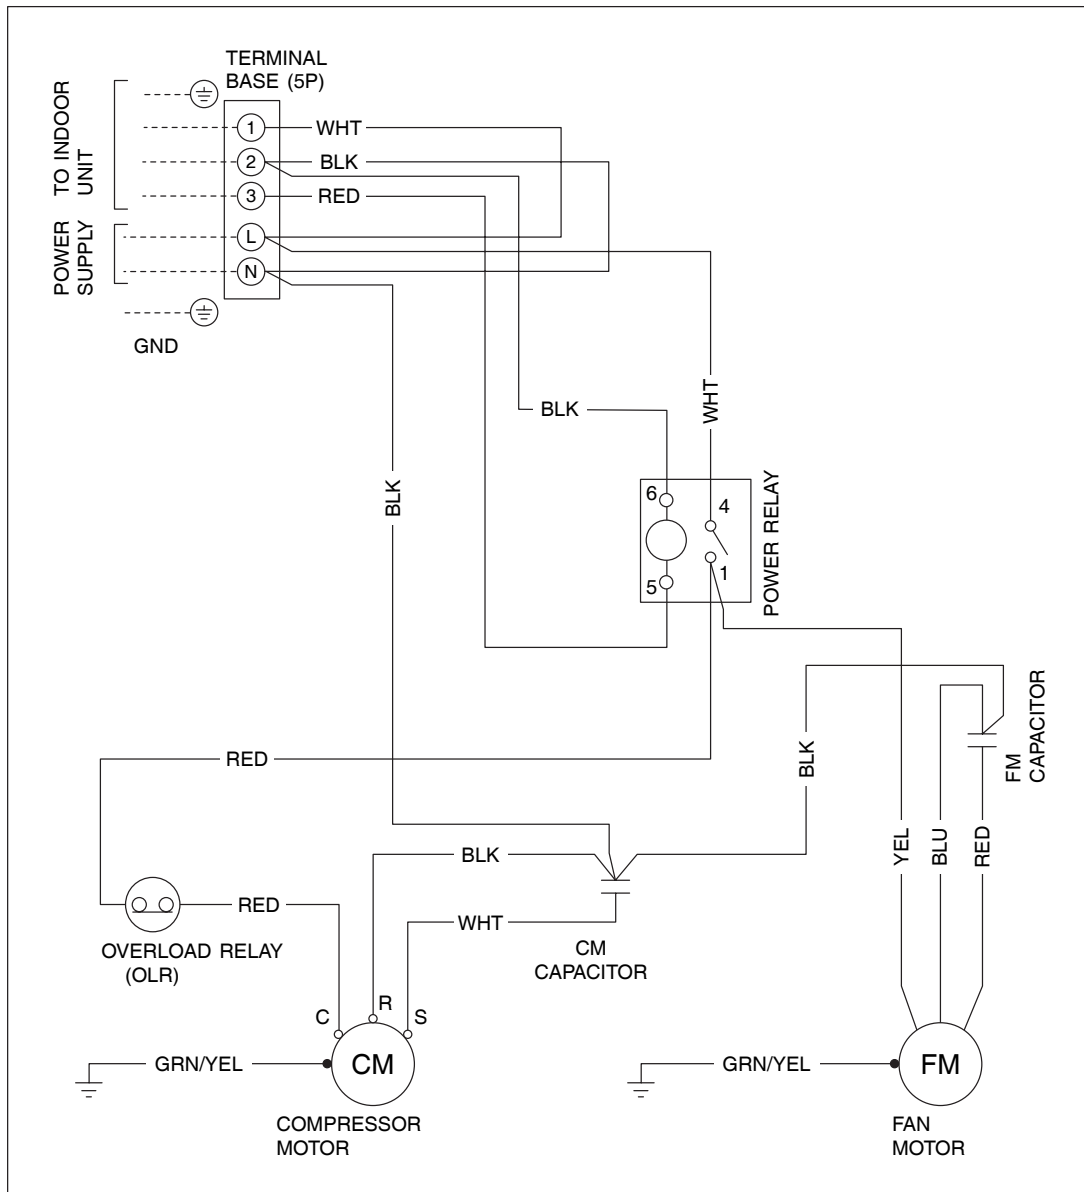 TERMINAL
BASE (5P)
TO INDOOR
UNIT
POWER
SUPPLY
1
2
3
L
N
WHT
BLK
RED
GND
BLK
WHT
BLK
6
4
5
1
POWER RELAY
FM
CAPACITOR
RED
BLK
YEL
BLU
RED
BLK
RED
WHT
OVERLOAD RELAY
(OLR)
CM
CAPACITOR
C
R
S
GRN/YEL
CM
GRN/YEL
FM
COMPRESSOR
MOTOR
FAN
MOTOR